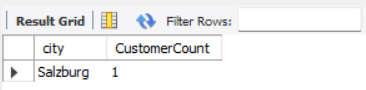 Result Grid Filter Rows:
city CustomerCount
Salzburg 1